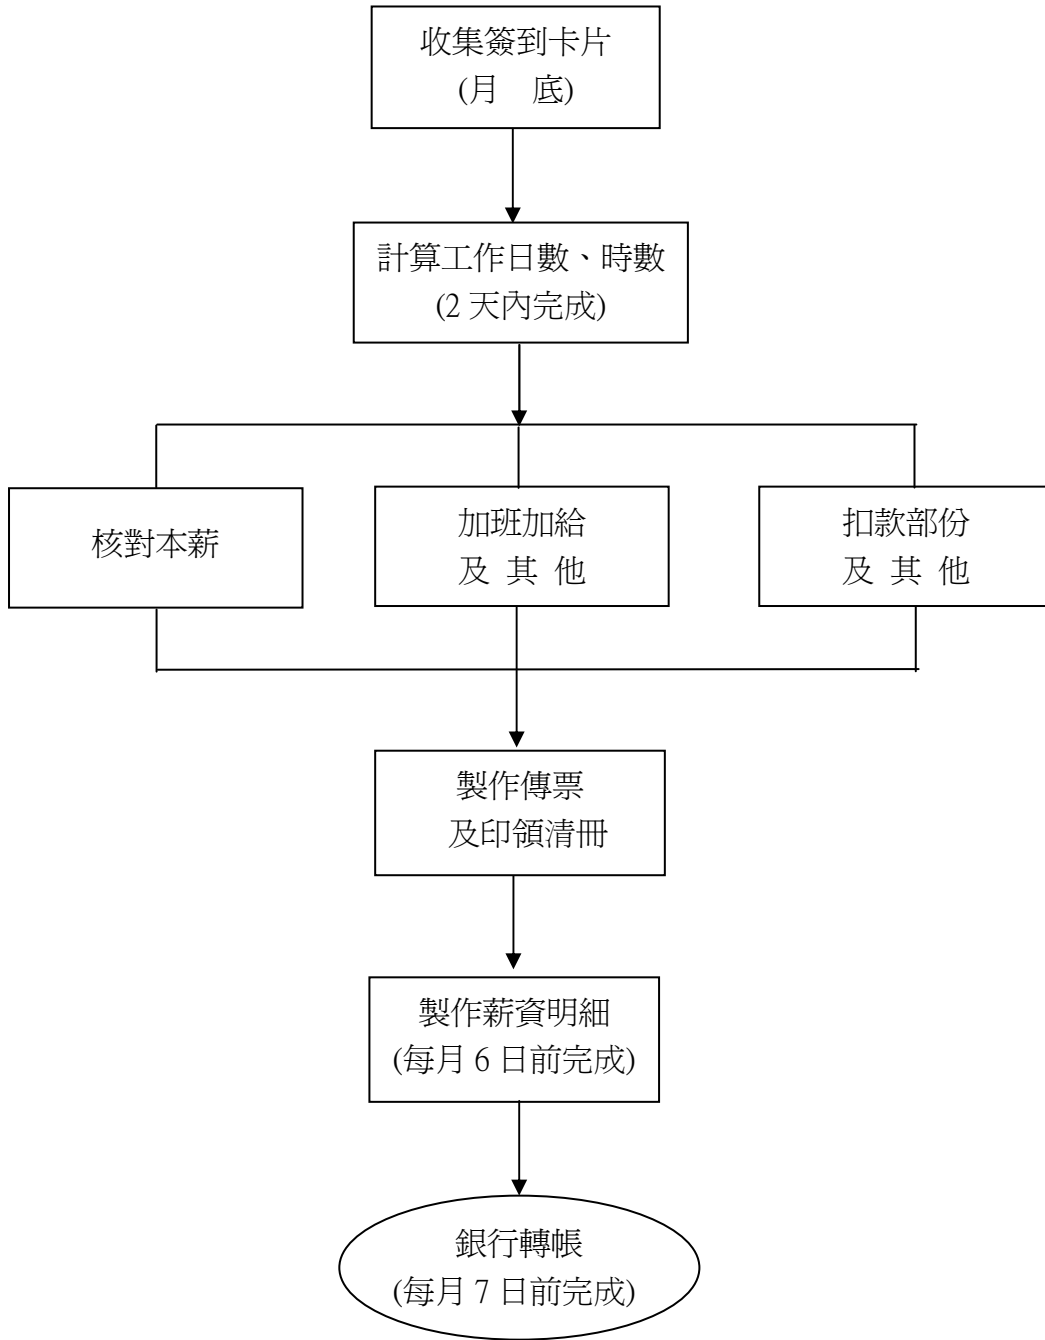 收集簽到卡片
(月　底)
計算工作日數、時數
(2 天內完成)
核對本薪
加班加給
及 其 他
扣款部份
及 其 他
製作傳票
及印領清冊
製作薪資明細
(每月 6 日前完成)
銀行轉帳
(每月 7 日前完成)